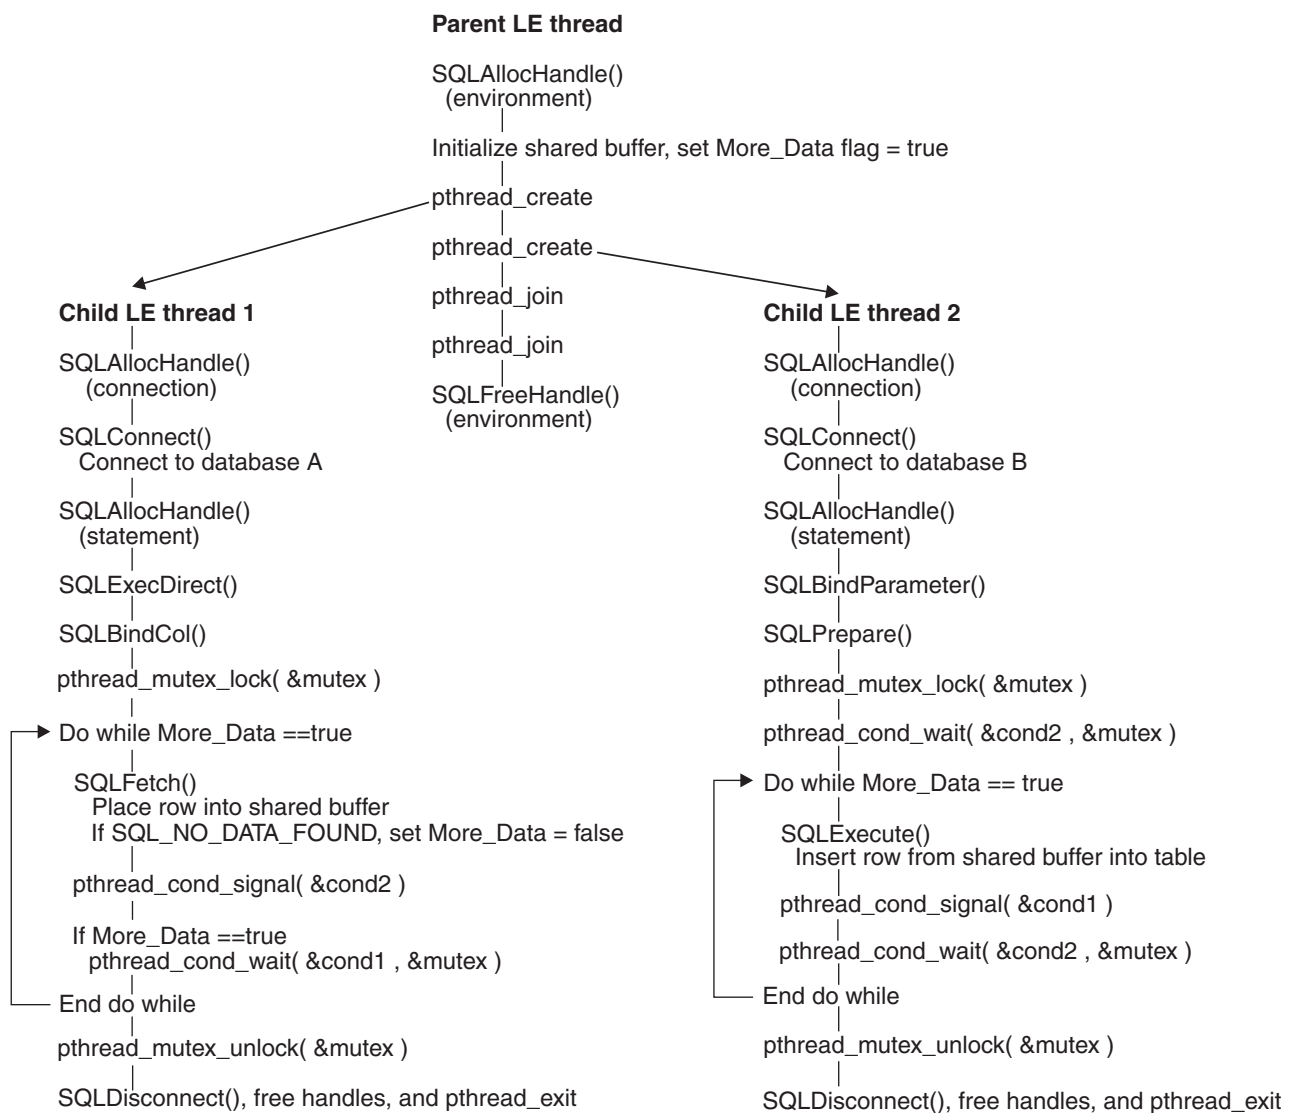 Parent LE thread
SQLAllocHandle()
(environment)
Initialize shared buffer, set More_Data flag = true
pthread_create
pthread_create
pthread_join
pthread_join
SQLFreeHandle()
(environment)
Child LE thread 1
SQLAllocHandle()
(connection)
SQLConnect()
Connect to database A
SQLAllocHandle()
(statement)
SQLExecDirect()
SQLBindCol()
pthread_mutex_lock( &mutex )
Do while More_Data ==true
SQLFetch()
Place row into shared buffer
If SQL_NO_DATA_FOUND, set More_Data = false
pthread_cond_signal( &cond2 )
If More_Data ==true
pthread_cond_wait( &cond1 , &mutex )
End do while
pthread_mutex_unlock( &mutex )
SQLDisconnect(), free handles, and pthread_exit
Child LE thread 2
SQLAllocHandle()
(connection)
SQLConnect()
Connect to database B
SQLAllocHandle()
(statement)
SQLBindParameter()
SQLPrepare()
pthread_mutex_lock( &mutex )
pthread_cond_wait( &cond2 , &mutex )
Do while More_Data == true
SQLExecute()
Insert row from shared buffer into table
pthread_cond_signal( &cond1 )
pthread_cond_wait( &cond2 , &mutex )
End do while
pthread_mutex_unlock( &mutex )
SQLDisconnect(), free handles, and pthread_exit